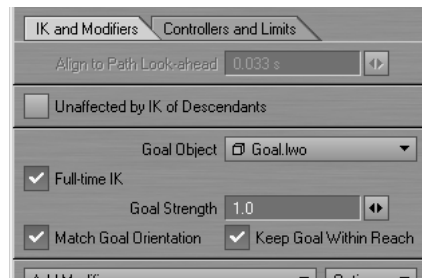 IK and Modifiers Controllers and Limits
Align to Path Look-ahead 0.033 s
Unaffected by IK of Descendants
Goal Object Goal.lwo
Full-time IK
Goal Strength 1.0
Match Goal Orientation Keep Goal Within Reach